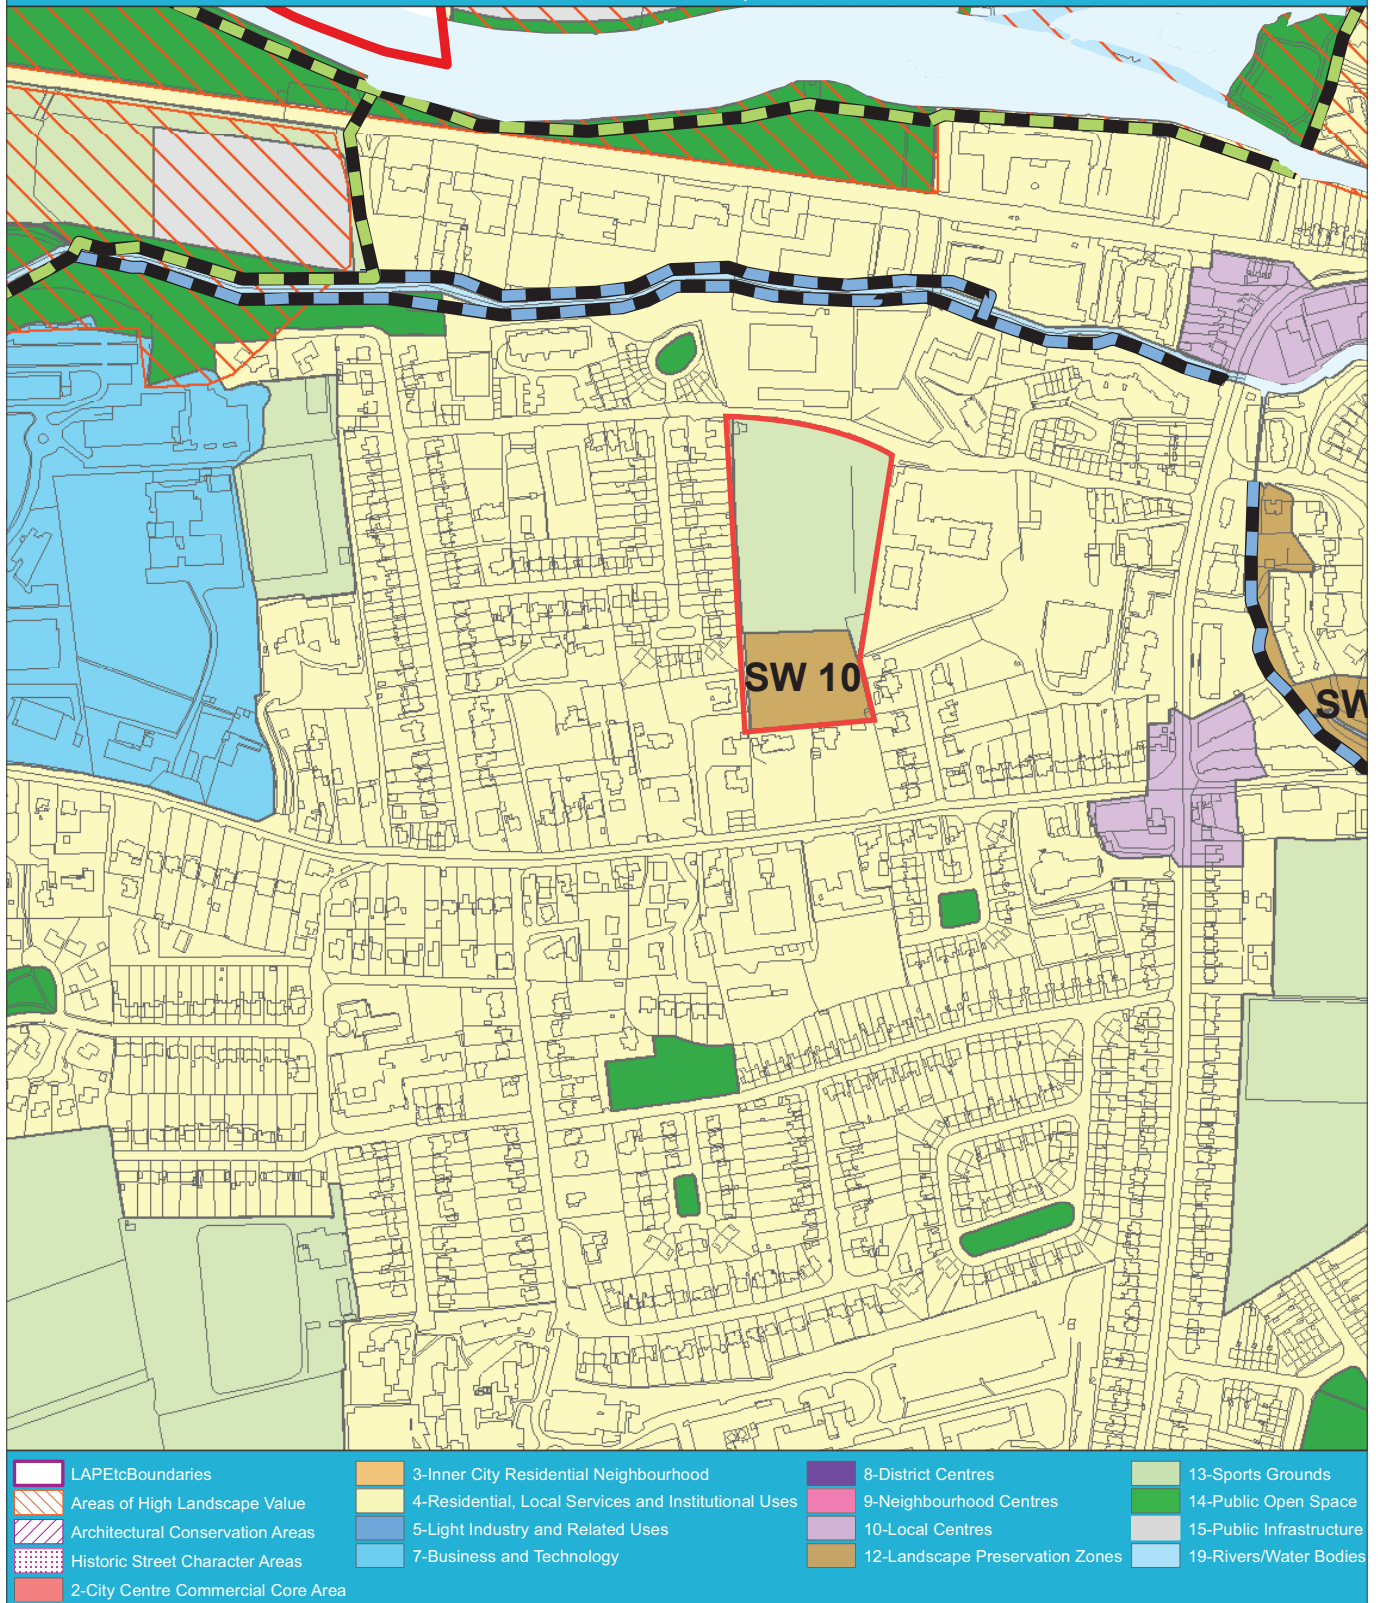 SW 10
SW
LAPEtcBoundaries
Areas of High Landscape Value
Architectural Conservation Areas
Historic Street Character Areas
2-City Centre Commercial Core Area
3-Inner City Residential Neighbourhood
4-Residential, Local Services and Institutional Uses
5-Light Industry and Related Uses
7-Business and Technology
8-District Centres
9-Neighbourhood Centres
10-Local Centres
12-Landscape Preservation Zones
13-Sports Grounds
14-Public Open Space
15-Public Infrastructure
19-Rivers/Water Bodies